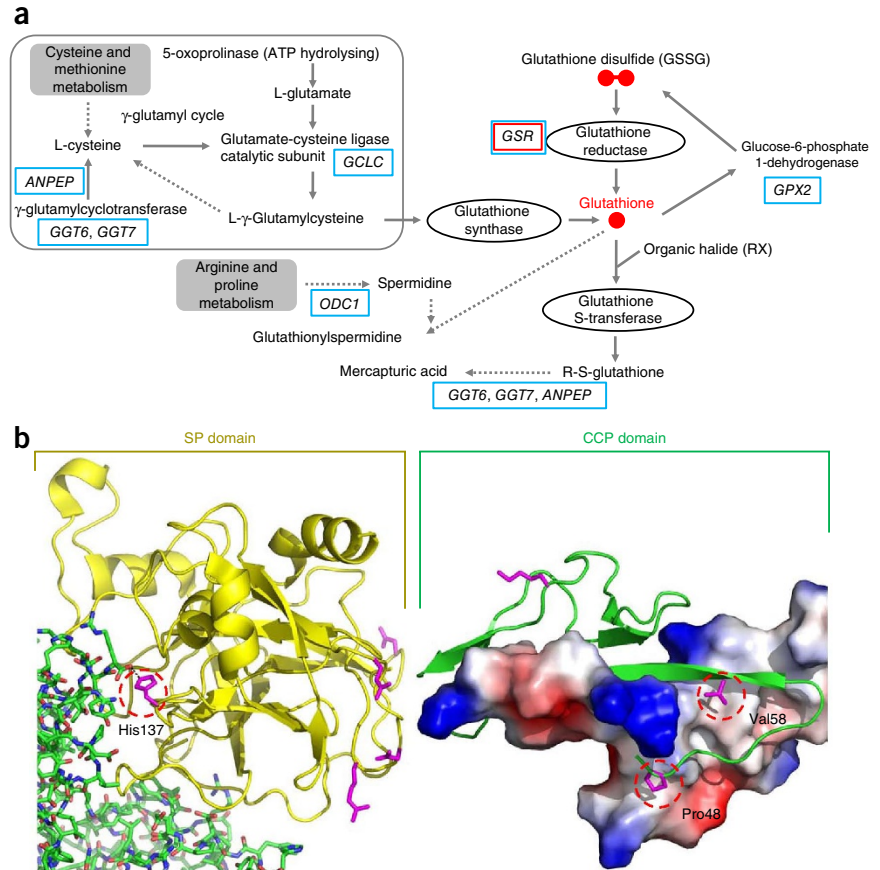 a
Cysteine and
methionine
metabolism
5-oxoprolinase (ATP hydrolysing)
L-glutamate
γ-glutamyl cycle
L-cysteine
Glutamate-cysteine ligase
catalytic subunit
GCLC
ANPEP
γ-glutamylcyclotransferase
GGT6, GGT7
L-γ-Glutamylcysteine
Glutathione
synthase
Glutathione disulfide (GSSG)
GSR
Glutathione
reductase
Glucose-6-phosphate
1-dehydrogenase
GPX2
Glutathione
Organic halide (RX)
Arginine and
proline
metabolism
ODC1
Spermidine
Glutathionylspermidine
Glutathione
S-transferase
Mercapturic acid
R-S-glutathione
GGT6, GGT7, ANPEP
b
SP domain
CCP domain
His137
Val58
Pro48